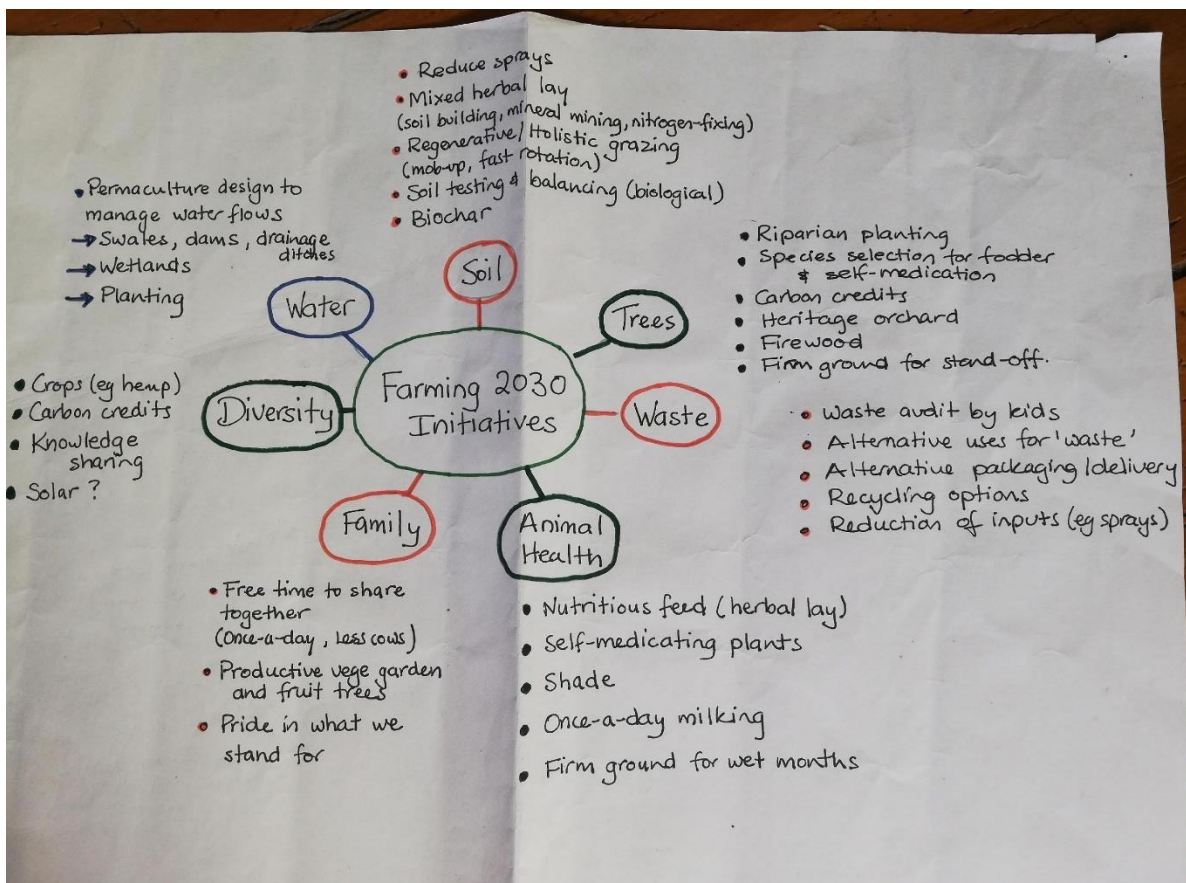 • Reduce sprays
• Mixed herbal lay
(soil building, mineral mining, nitrogen-fixing)
• Regenerative/Holistic grazing
(mob-up, fast rotation)
• Soil testing & balancing (biological)
• Biochar
Soil
• Permaculture design to
manage water flows
→ Swales, dams, drainage
ditches
→ Wetlands
→ Planting
Water
• Riparian planting
• Species selection for fodder
& self-medication
• Carbon credits
• Heritage orchard
• Firewood
• Firm ground for stand-off.
Trees
Farming 2030
Initiatives
• Crops (eg hemp)
• Carbon credits
• Knowledge
sharing
• Solar ?
Diversity
Waste
• Waste audit by kids
• Alternative uses for 'waste'
• Alternative packaging/delivery
• Recycling options
• Reduction of inputs (eg sprays)
Family
• Free time to share
together
(Once-a-day, Less cows)
• Productive vege garden
and fruit trees
• Pride in what we
stand for
Animal
Health
• Nutritious feed (herbal lay)
• Self-medicating plants
• Shade
• Once-a-day milking
• Firm ground for wet months